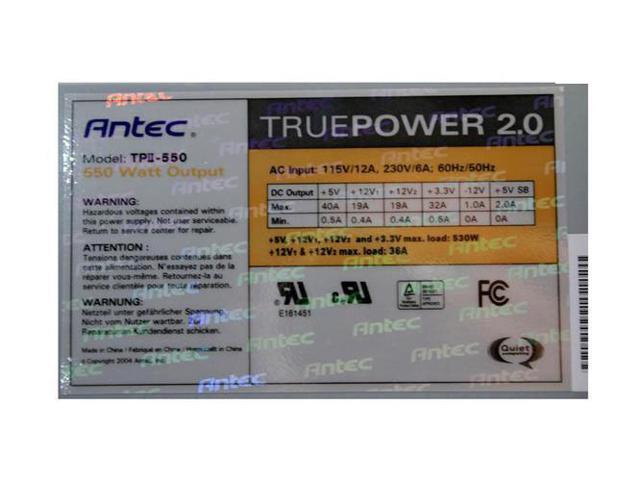 Antec
TRUEPOWER 2.0
Model: TPII-550
550 Watt Output
WARNING:
Hazardous voltages contained within
this power supply. Not user serviceable.
Return to service center for repair.
ATTENTION :
Tensions dangereuses contenues dans
cette alimentation. N'essayez pas de la
réparer vous-même. Retournez-la au
service clientèle pour toute réparation.
WARNUNG:
Netzteil unter gefährlicher Spannung.
Nicht vom Nutzer wartbar.
Reparatur den Kundendienst schicken.
Made in China / Fabriqué en Chine / Hergestellt in China
© Copyright 2004 Antec, Inc.
AC Input: 115V/12A, 230V/6A; 60Hz/50Hz
DC Output +5V +12V1 +12V2 +3.3V -12V +5V SB
Max. 40A 19A 19A 32A 1.0A 2.0A
Min. 0.5A 0.4A 0.4A 0.5A 0A 0A
+5V, +12V1, +12V2 and +3.3V max. load: 530W
+12V1 & +12V2 max. load: 36A
E161451
FC
Quiet
computing
Antec
Antec
Antec
Antec